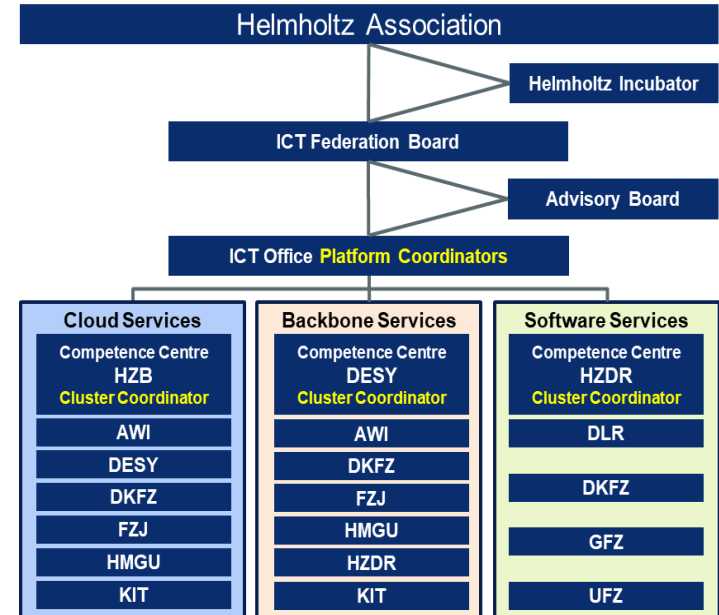 Helmholtz Association
Helmholtz Incubator
ICT Federation Board
Advisory Board
ICT Office Platform Coordinators
Cloud Services
Competence Centre
HZB
Cluster Coordinator
AWI
DESY
DKFZ
FZJ
HMGU
KIT
Backbone Services
Competence Centre
DESY
Cluster Coordinator
AWI
DKFZ
FZJ
HMGU
HZDR
KIT
Software Services
Competence Centre
HZDR
Cluster Coordinator
DLR
DKFZ
GFZ
UFZ